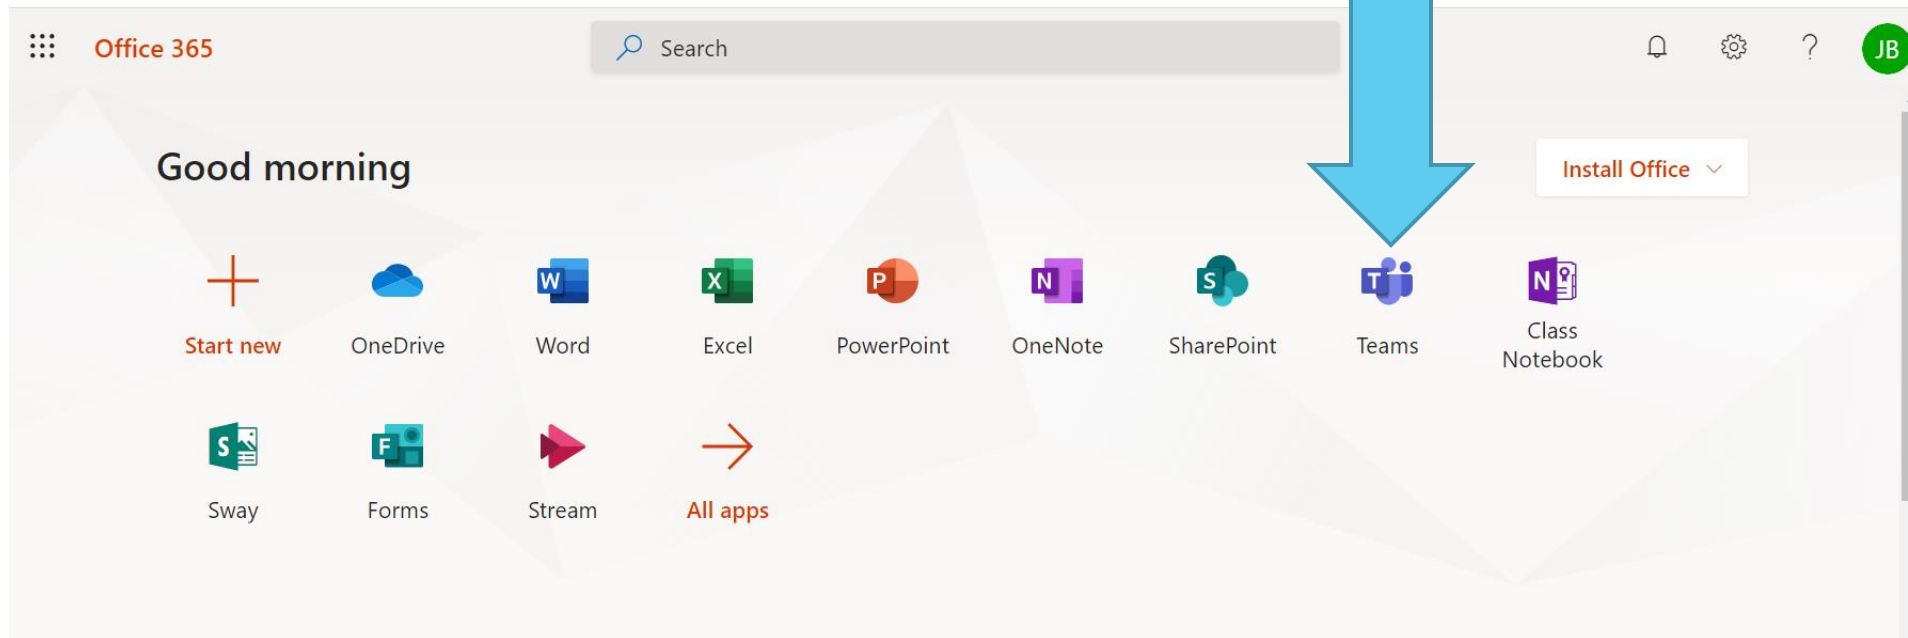 Office 365
Search
JB
Good morning
Install Office
Start new
OneDrive
Word
Excel
PowerPoint
OneNote
SharePoint
Teams
Class
Notebook
Sway
Forms
Stream
All apps